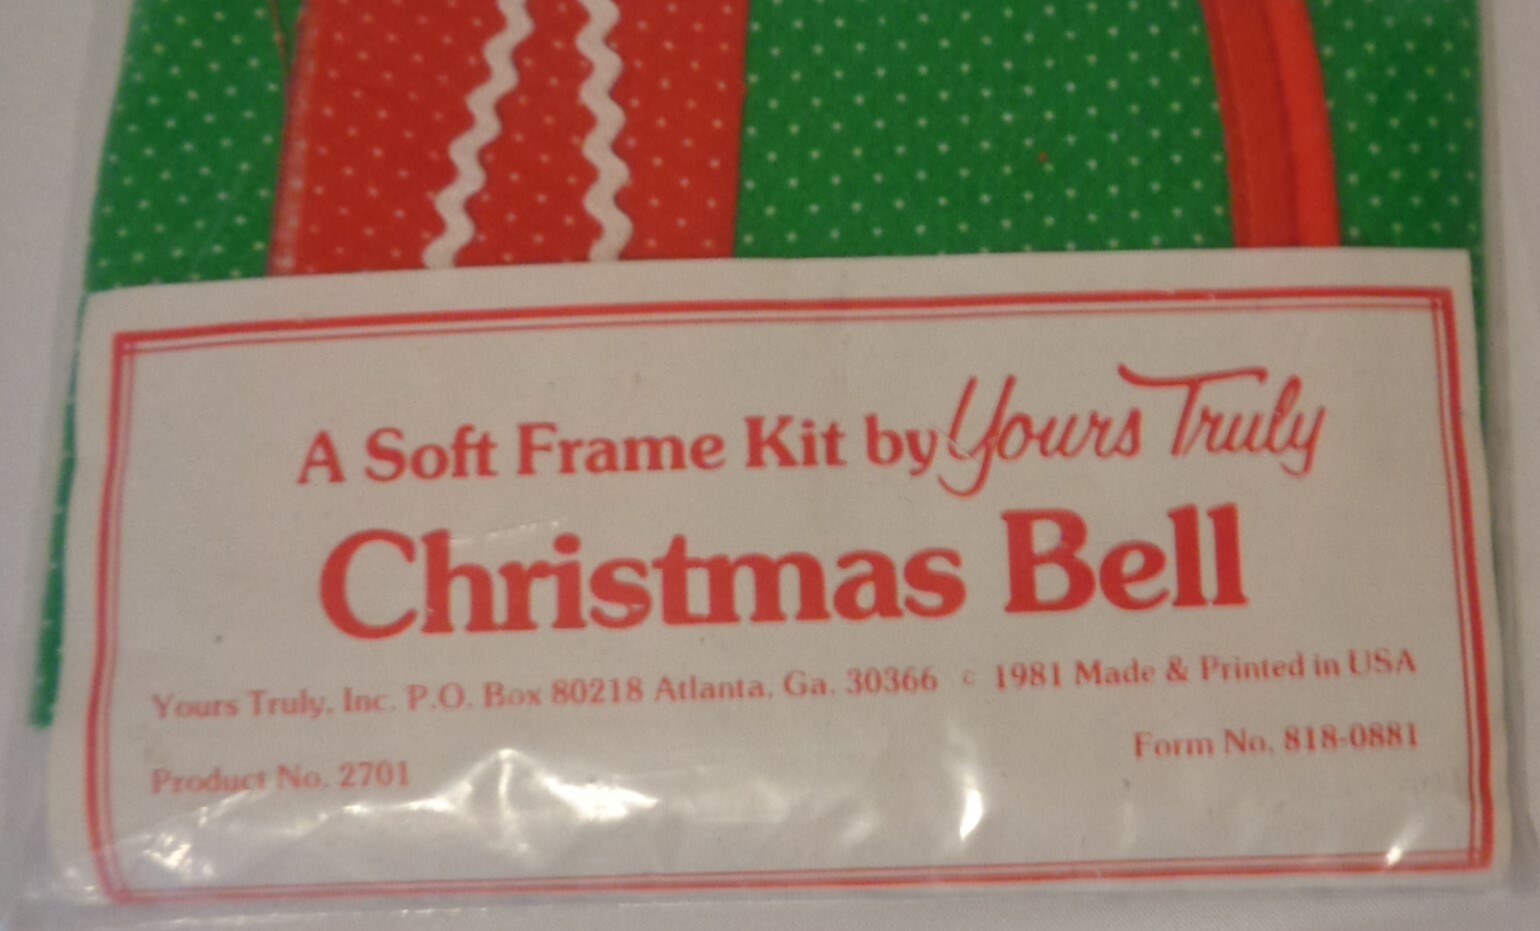 A Soft Frame Kit by Yours Truly
Christmas Bell
Yours Truly, Inc. P.O. Box 80218 Atlanta, Ga. 30366 © 1981 Made & Printed in USA
Form No. 818-0881
Product No. 2701